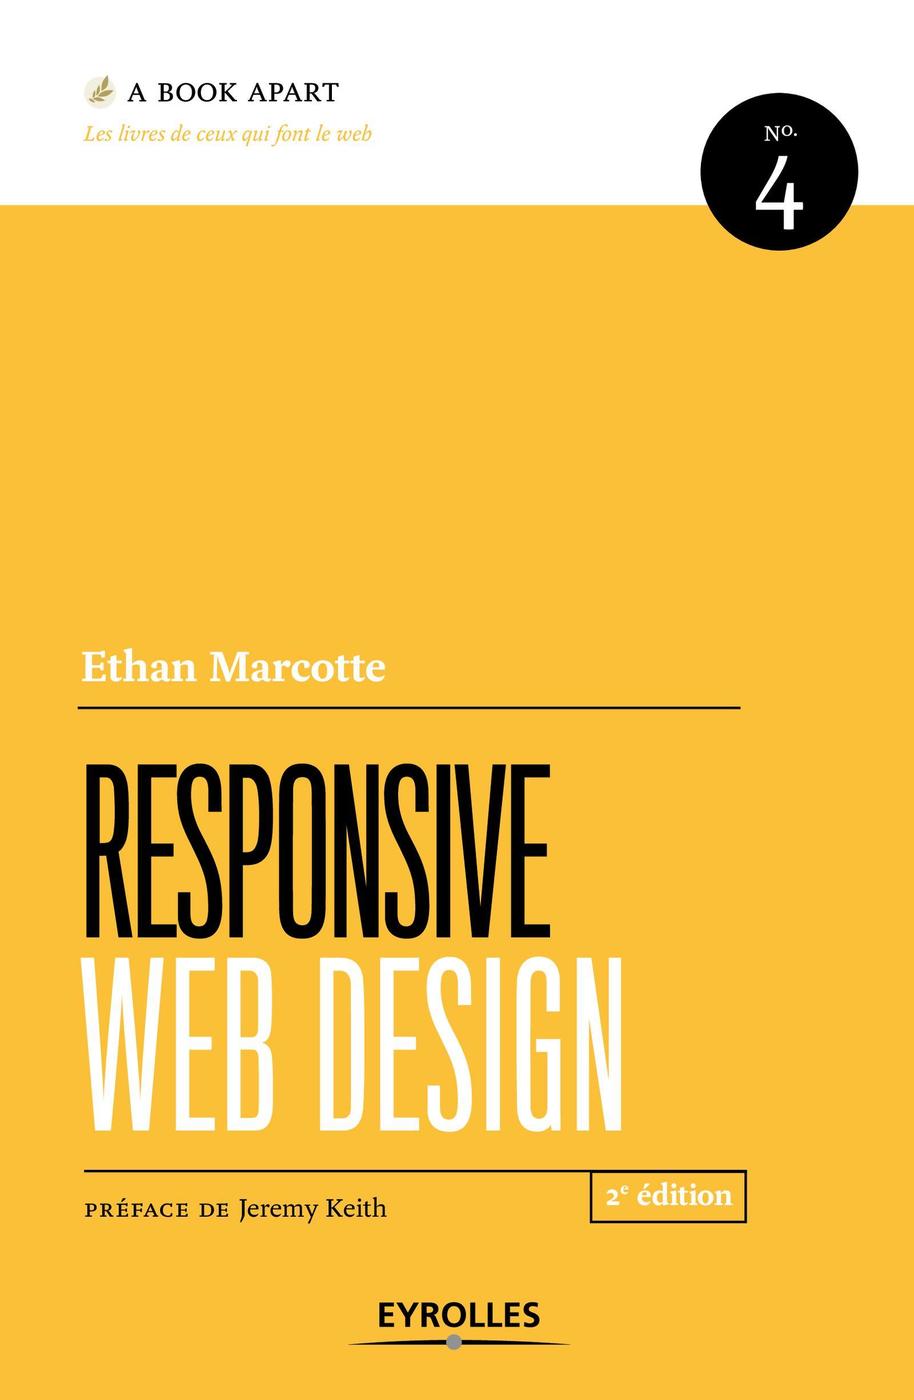 A BOOK APART
Les livres de ceux qui font le web
No.
4
Ethan Marcotte
RESPONSIVE
WEB DESIGN
PRÉFACE DE Jeremy Keith
2e édition
EYROLLES